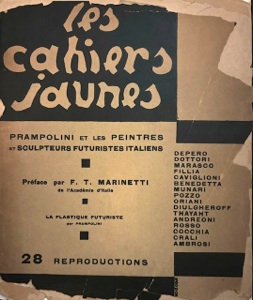 les
cahiers
jaunes
PRAMPOLINI ET LES PEINTRES
ET SCULPTEURS FUTURISTES ITALIENS
Préface par F. T. MARINETTI
de l'Académie d'Italie
LA PLASTIQUE FUTURISTE
par PRAMPOLINI
28 REPRODUCTIONS
DEPERO
DOTTORI
MARASCO
FILLIA
CAVIGLIONI
BENEDETTA
MUNARI
POZZO
ORIANI
DIULGHEROFF
THAYANT
ANDREONI
ROSSO
COCCHIA
CRALI
AMBROSI